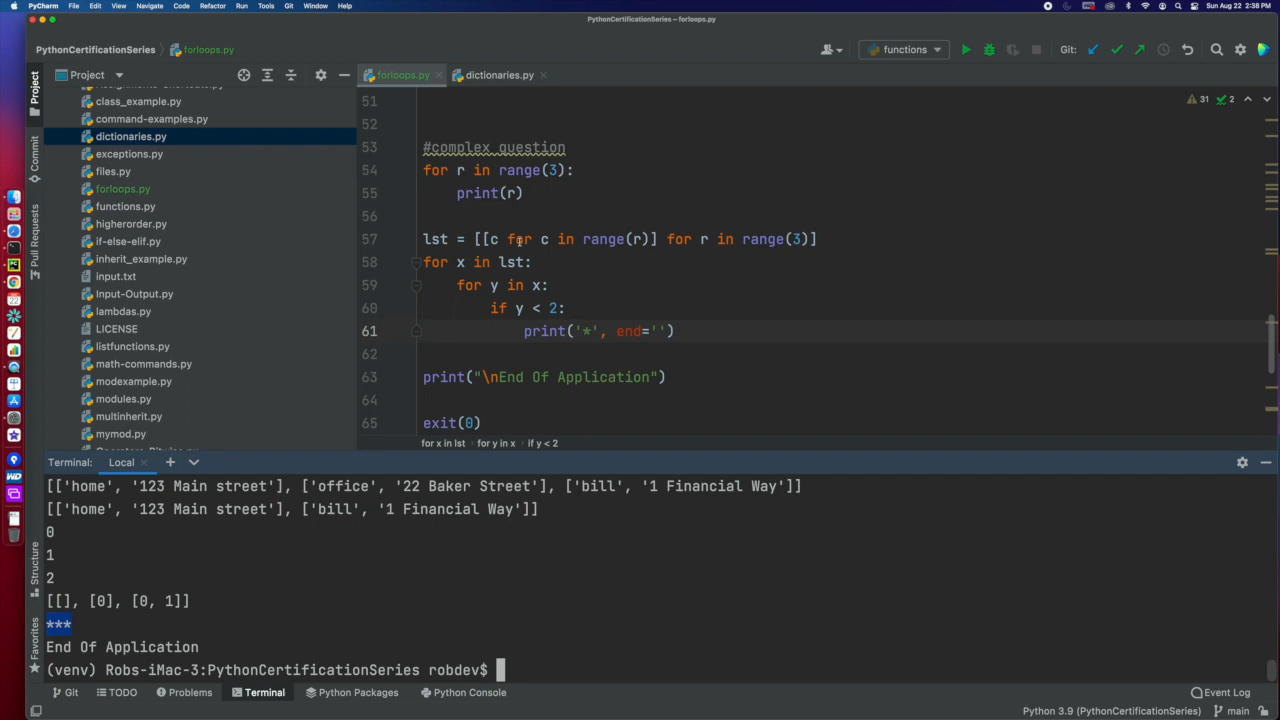 PyCharm File Edit View Navigate Code Refactor Run Tools Git Window Help Sun Aug 22 2:38 PM
PythonCertificationSeries – forloops.py
PythonCertificationSeries forloops.py functions Git:
Project forloops.py dictionaries.py
Project
Commit
Pull Requests
Structure
Favorites
class_example.py
command-examples.py
dictionaries.py
exceptions.py
files.py
forloops.py
functions.py
higherorder.py
if-else-elif.py
inherit_example.py
input.txt
Input-Output.py
lambdas.py
LICENSE
listfunctions.py
math-commands.py
modexample.py
modules.py
multinherit.py
mymod.py
31 2
51
52
53 #complex question
54 for r in range(3):
55 print(r)
56
57 lst = [[c for c in range(r)] for r in range(3)]
58 for x in lst:
59 for y in x:
60 if y < 2:
61 print('*', end='')
62
63 print("\nEnd Of Application")
64
65 exit(0)
for x in lst for y in x if y < 2
Terminal: Local
[['home', '123 Main street'], ['office', '22 Baker Street'], ['bill', '1 Financial Way']]
[['home', '123 Main street'], ['bill', '1 Financial Way']]
0
1
2
[[], [0], [0, 1]]
***
End Of Application
(venv) Robs-iMac-3:PythonCertificationSeries robdev$
Git TODO Problems Terminal Python Packages Python Console Event Log
Python 3.9 (PythonCertificationSeries) main